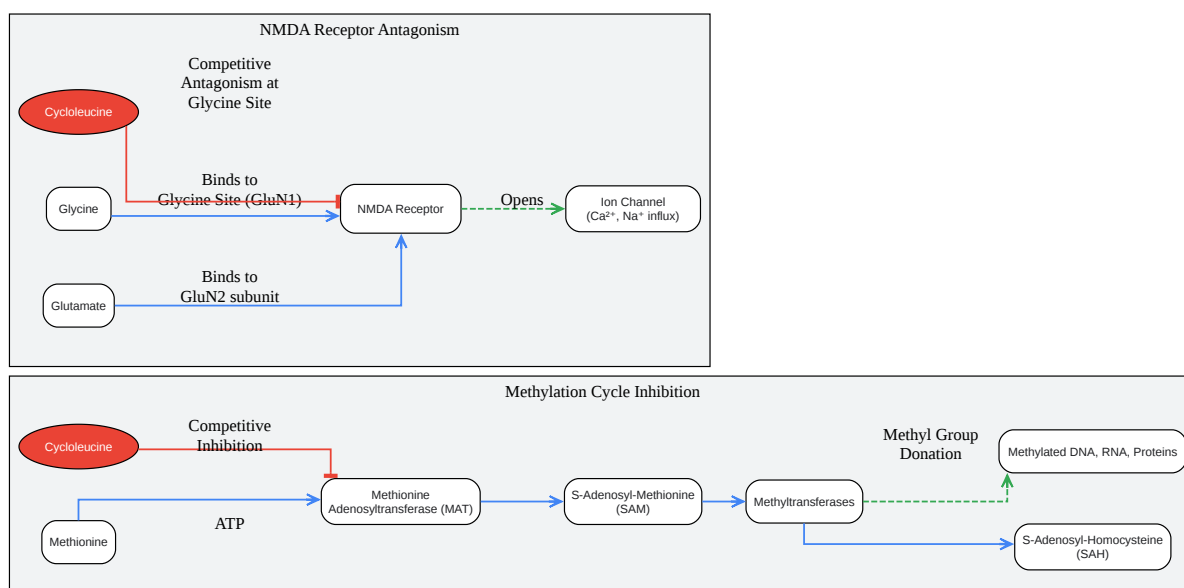 NMDA Receptor Antagonism
Competitive
Antagonism at
Glycine Site
Cycloleucine
Binds to
Glycine Site (GluN1)
Glycine
NMDA Receptor
Opens
Ion Channel
(Ca²⁺, Na⁺ influx)
Binds to
GluN2 subunit
Glutamate
Methylation Cycle Inhibition
Cycloleucine
Competitive
Inhibition
Methyl Group
Donation
Methylated DNA, RNA, Proteins
Methionine
Adenosyltransferase (MAT)
S-Adenosyl-Methionine
(SAM)
Methyltransferases
ATP
Methionine
S-Adenosyl-Homocysteine
(SAH)